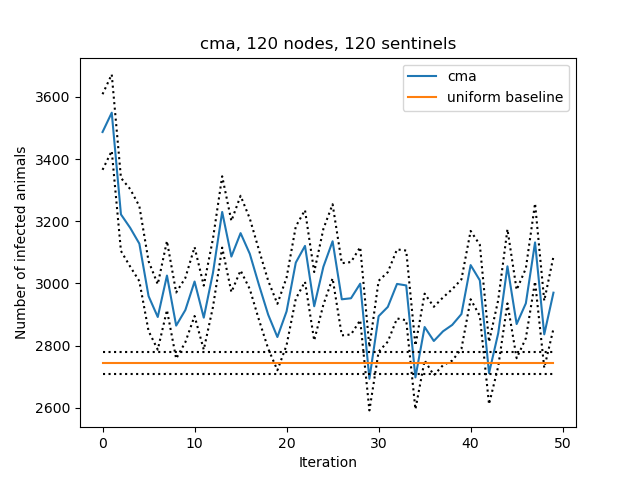 cma, 120 nodes, 120 sentinels
cma
uniform baseline
Number of infected animals
3600
3400
3200
3000
2800
2600
0 10 20 30 40 50
Iteration